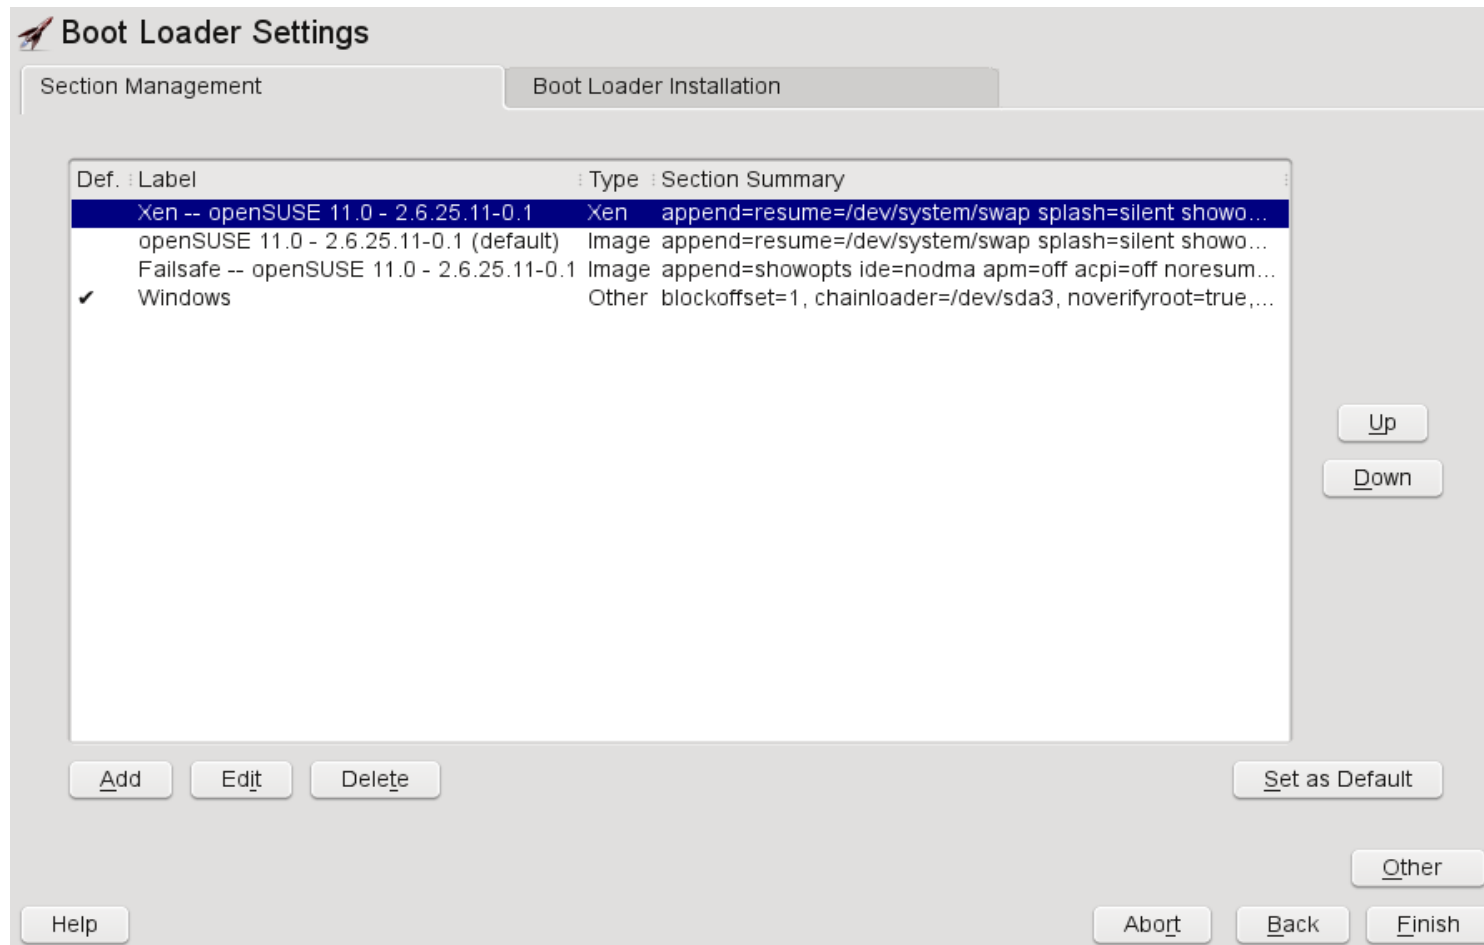 Boot Loader Settings
Section Management
Boot Loader Installation
Def. Label Type Section Summary
Xen -- openSUSE 11.0 - 2.6.25.11-0.1 Xen append=resume=/dev/system/swap splash=silent showo...
openSUSE 11.0 - 2.6.25.11-0.1 (default) Image append=resume=/dev/system/swap splash=silent showo...
Failsafe -- openSUSE 11.0 - 2.6.25.11-0.1 Image append=showopts ide=nodma apm=off acpi=off noresum...
✔ Windows Other blockoffset=1, chainloader=/dev/sda3, noverifyroot=true,...
Up
Down
Add Edit Delete Set as Default
Other
Help Abort Back Finish